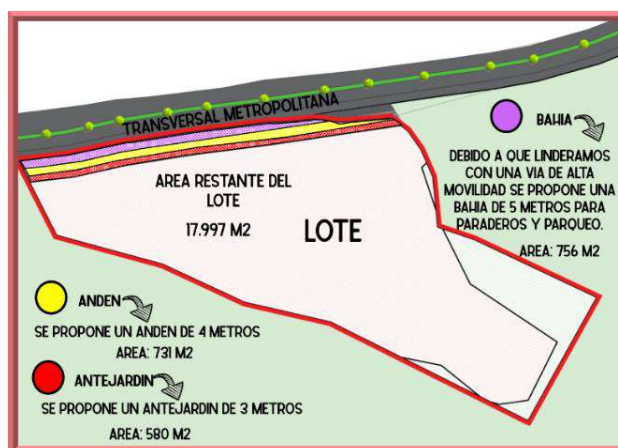 TRANSVERSAL METROPOLITANA
AREA RESTANTE DEL
LOTE
17.997 M2
LOTE
BAHIA
DEBIDO A QUE LINDERAMOS
CON UNA VIA DE ALTA
MOVILIDAD SE PROPONE UNA
BAHIA DE 5 METROS PARA
PARADEROS Y PARQUEO.
AREA: 756 M2
ANDEN
SE PROPONE UN ANDEN DE 4 METROS
AREA: 731 M2
ANTEJARDIN
SE PROPONE UN ANTEJARDIN DE 3 METROS
AREA: 580 M2